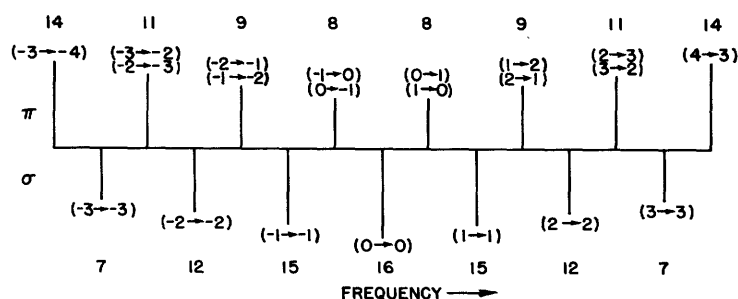 14 11 9 8 8 9 11 14
(-3→-4) (-3→-2) (-2→-1) (-1→0) (0→1) (1→2) (2→3) (4→3)
(-2→-3) (-1→-2) (0→-1) (1→0) (2→1) (3→2)
π
σ
(-3→-3) (-2→-2) (-1→-1) (0→0) (1→1) (2→2) (3→3)
7 12 15 16 15 12 7
FREQUENCY →